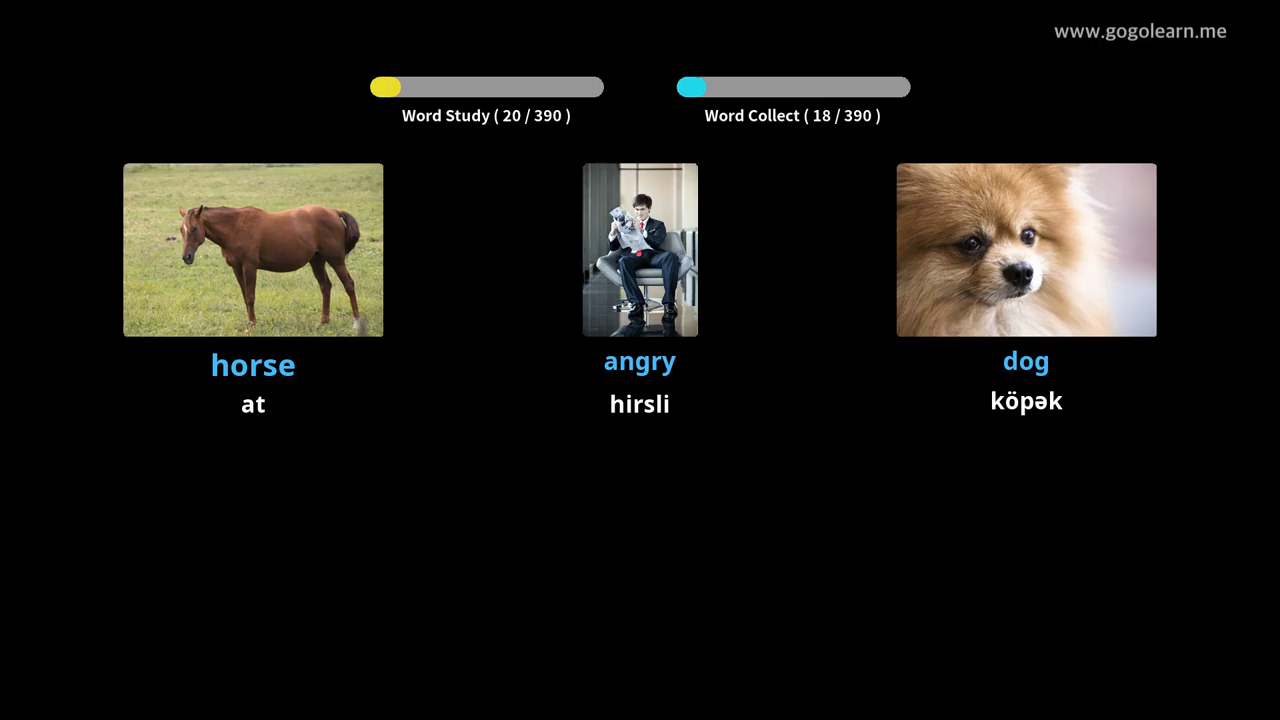 www.gogolearn.me
Word Study ( 20 / 390 )
Word Collect ( 18 / 390 )
horse
at
angry
hirsli
dog
köpək